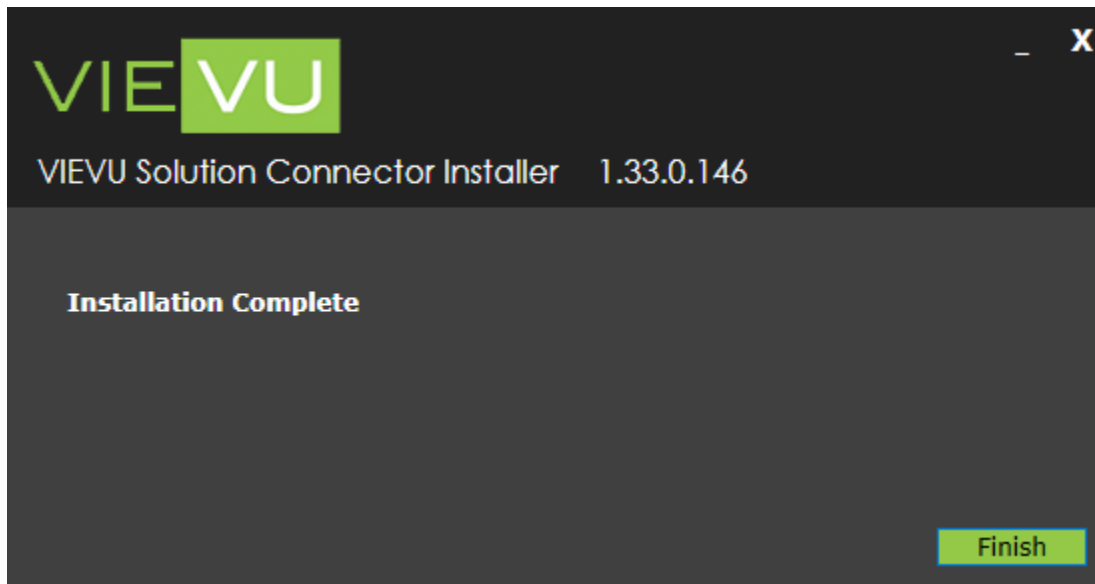 _ X
VIEVU
VIEVU Solution Connector Installer 1.33.0.146
Installation Complete
Finish